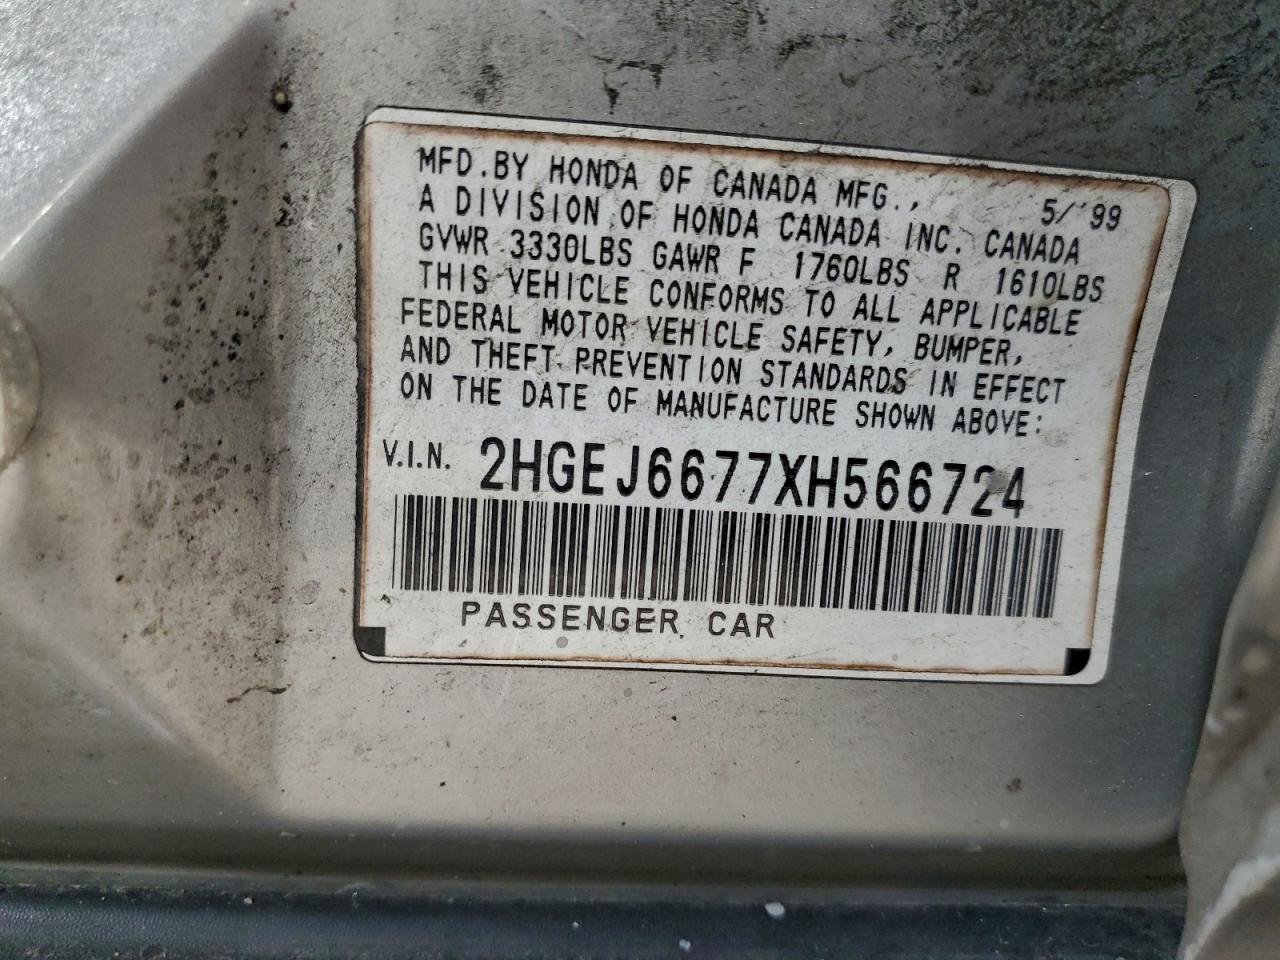 MFD.BY HONDA OF CANADA MFG., 5/'99
A DIVISION OF HONDA CANADA INC. CANADA
GVWR 3330LBS GAWR F 1760LBS R 1610LBS
THIS VEHICLE CONFORMS TO ALL APPLICABLE
FEDERAL MOTOR VEHICLE SAFETY, BUMPER,
AND THEFT PREVENTION STANDARDS IN EFFECT
ON THE DATE OF MANUFACTURE SHOWN ABOVE:
V.I.N. 2HGEJ6677XH566724
PASSENGER CAR